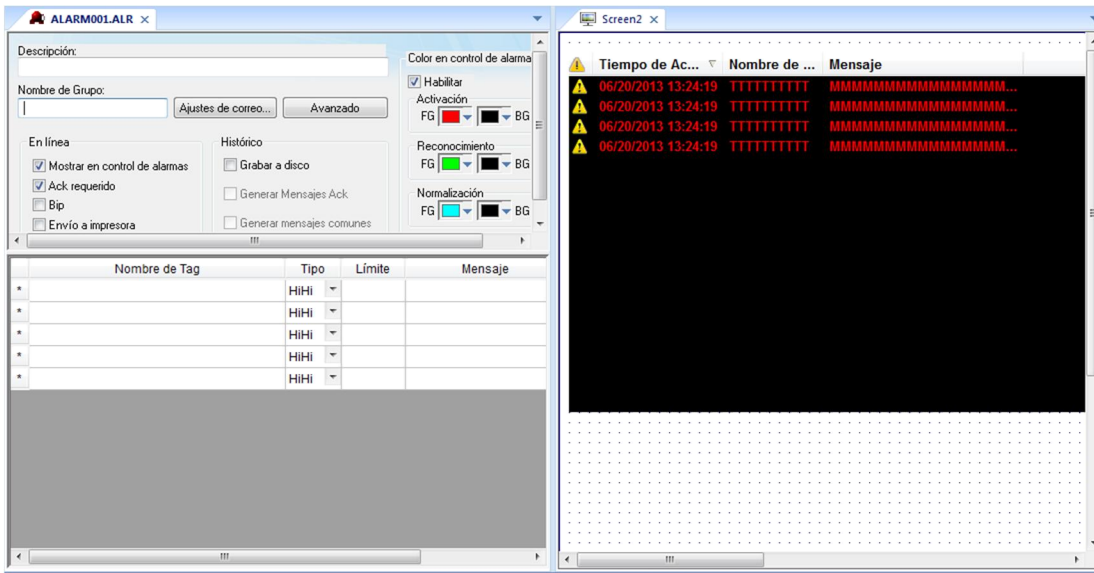 ALARM001.ALR
Descripción:
Nombre de Grupo:
Ajustes de correo...
Avanzado
En línea
Mostrar en control de alarmas
Ack requerido
Bip
Envío a impresora
Histórico
Grabar a disco
Generar Mensajes Ack
Generar mensajes comunes
Color en control de alarma
Habilitar
Activación
FG BG
Reconocimiento
FG BG
Normalización
FG BG
Nombre de Tag Tipo Límite Mensaje
* HiHi
* HiHi
* HiHi
* HiHi
* HiHi
Screen2
Tiempo de Ac... Nombre de ... Mensaje
06/20/2013 13:24:19 TTTTTTTTTT MMMMMMMMMMMMMMMMMM...
06/20/2013 13:24:19 TTTTTTTTTT MMMMMMMMMMMMMMMMMM...
06/20/2013 13:24:19 TTTTTTTTTT MMMMMMMMMMMMMMMMMM...
06/20/2013 13:24:19 TTTTTTTTTT MMMMMMMMMMMMMMMMMM...